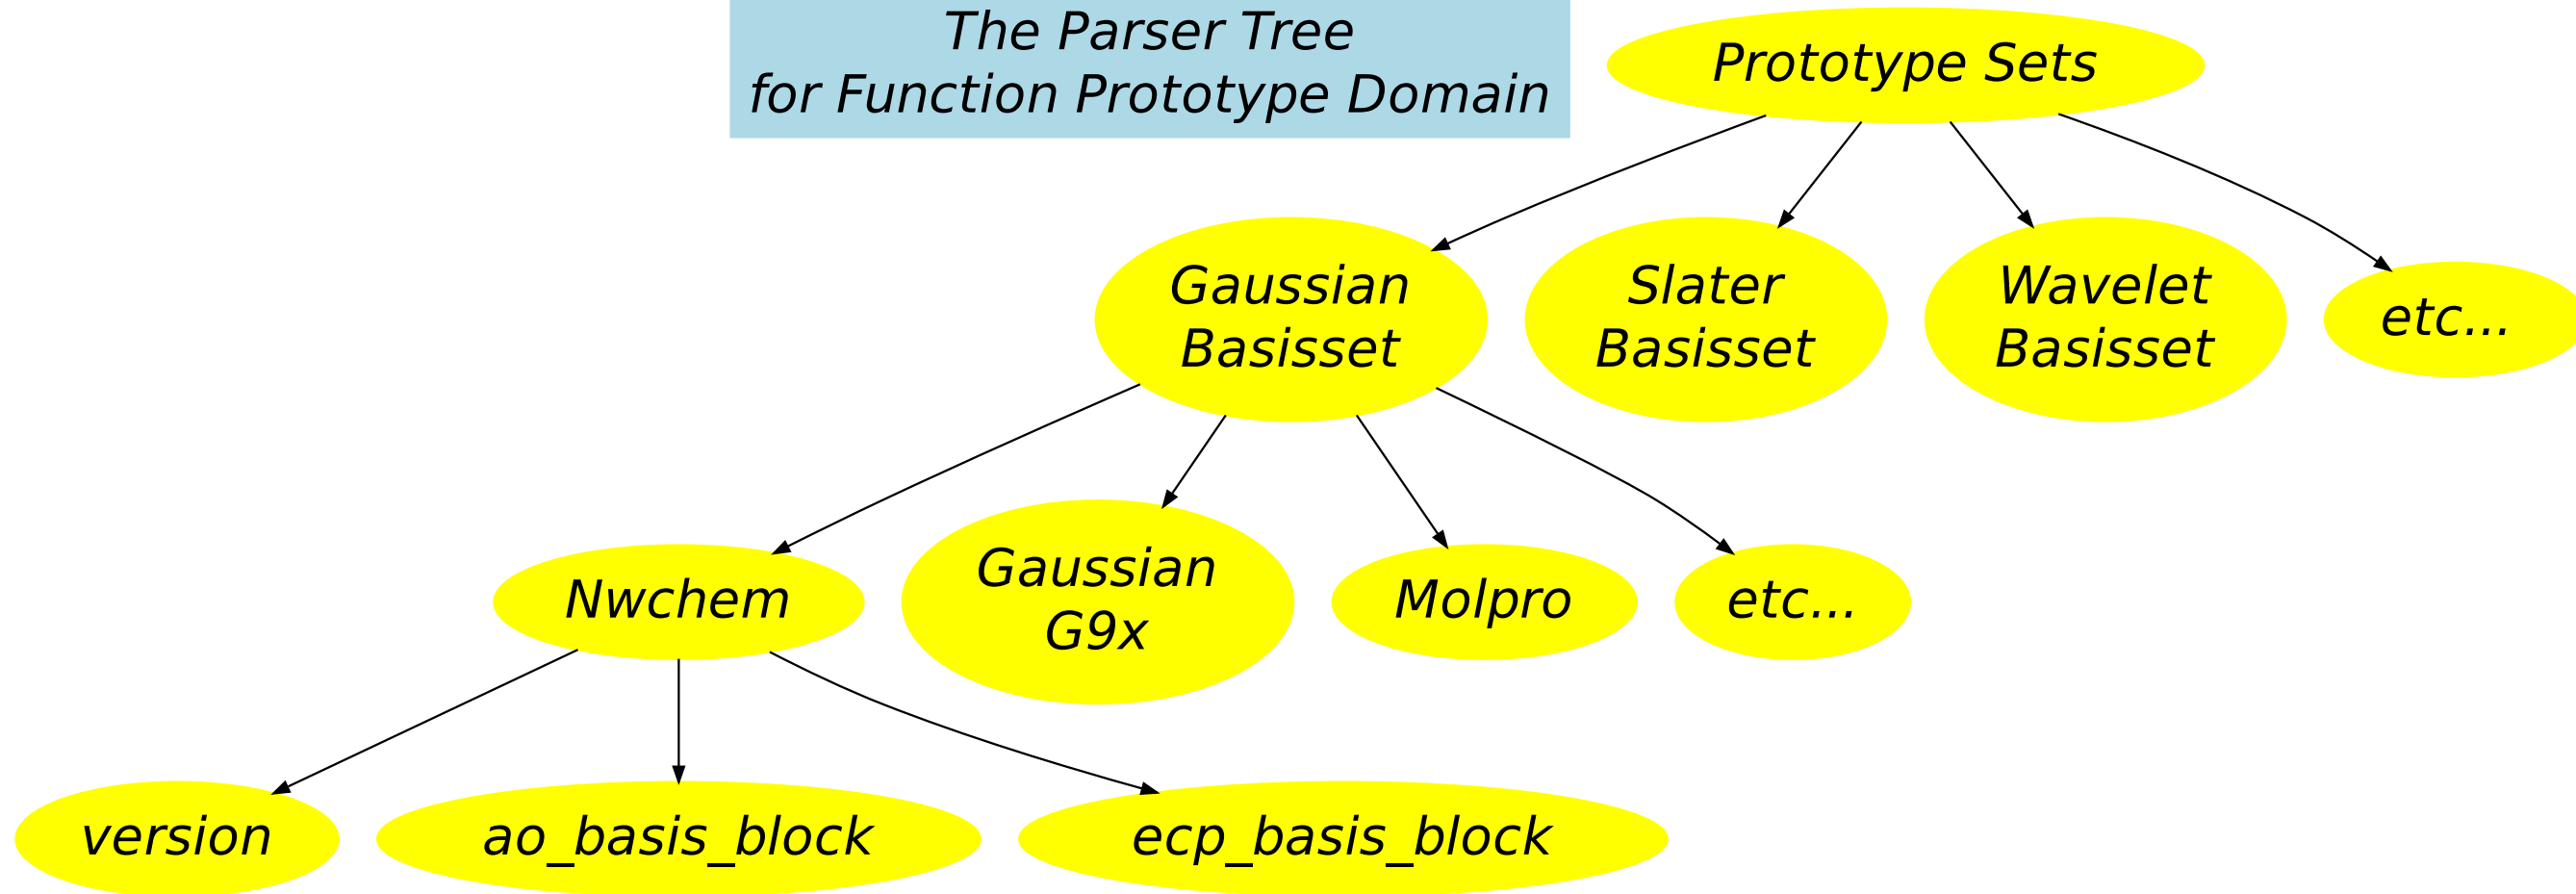 The Parser Tree
for Function Prototype Domain
Prototype Sets
Gaussian
Basisset
Slater
Basisset
Wavelet
Basisset
etc...
Nwchem
Gaussian
G9x
Molpro
etc...
version
ao_basis_block
ecp_basis_block